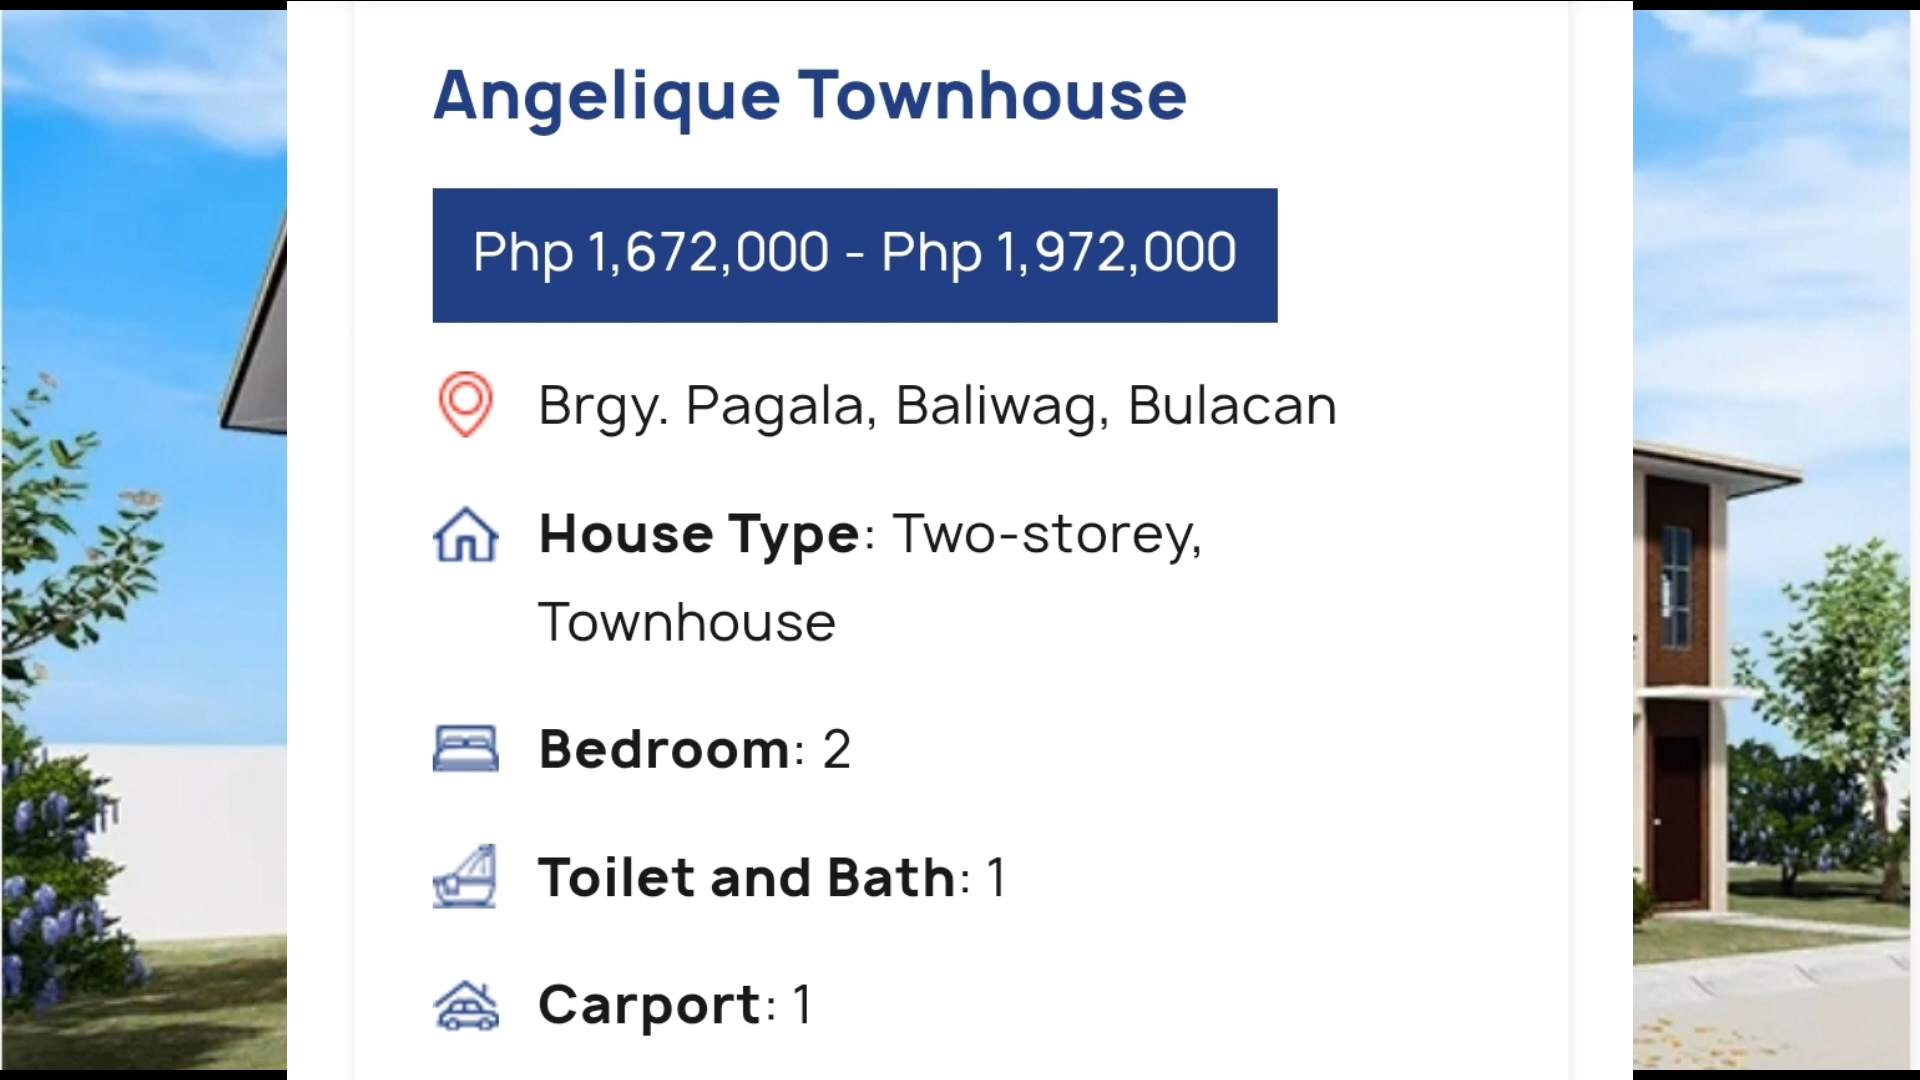 Angelique Townhouse
Php 1,672,000 - Php 1,972,000
Brgy. Pagala, Baliwag, Bulacan
House Type: Two-storey,
Townhouse
Bedroom: 2
Toilet and Bath: 1
Carport: 1